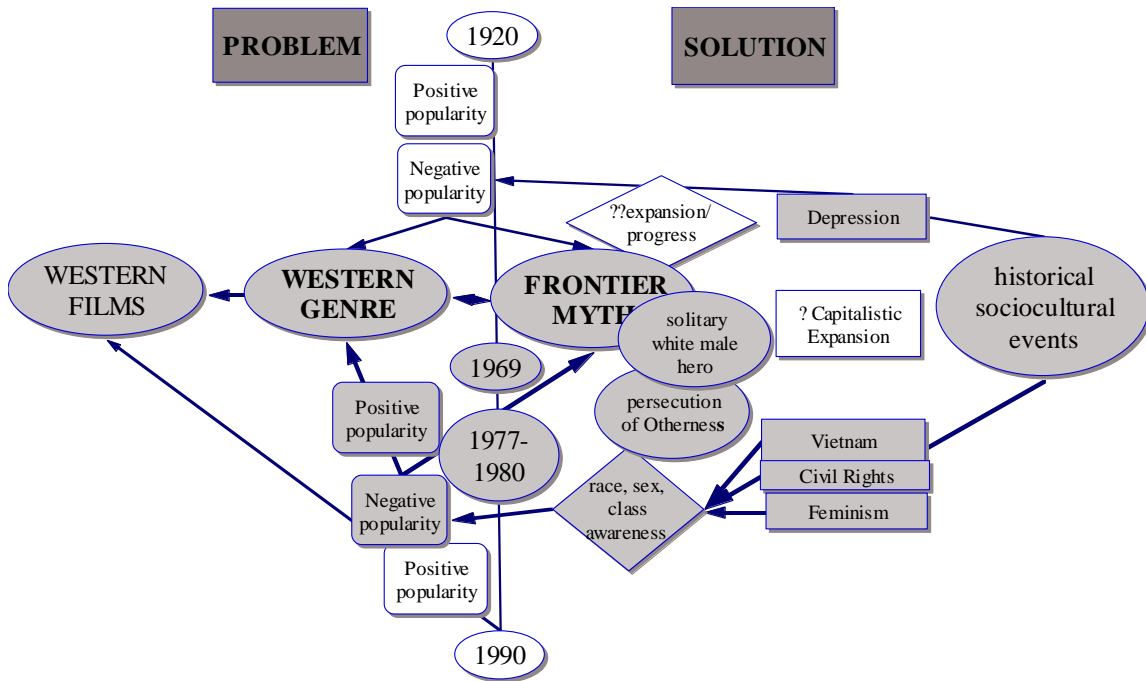 PROBLEM
1920
SOLUTION
Positive
popularity
Negative
popularity
??expansion/
progress
Depression
WESTERN
FILMS
WESTERN
GENRE
FRONTIER
MYTH
solitary
white male
hero
? Capitalistic
Expansion
historical
sociocultural
events
1969
Positive
popularity
1977-
1980
persecution
of Otherness
Vietnam
Civil Rights
Feminism
Negative
popularity
race, sex,
class
awareness
Positive
popularity
1990